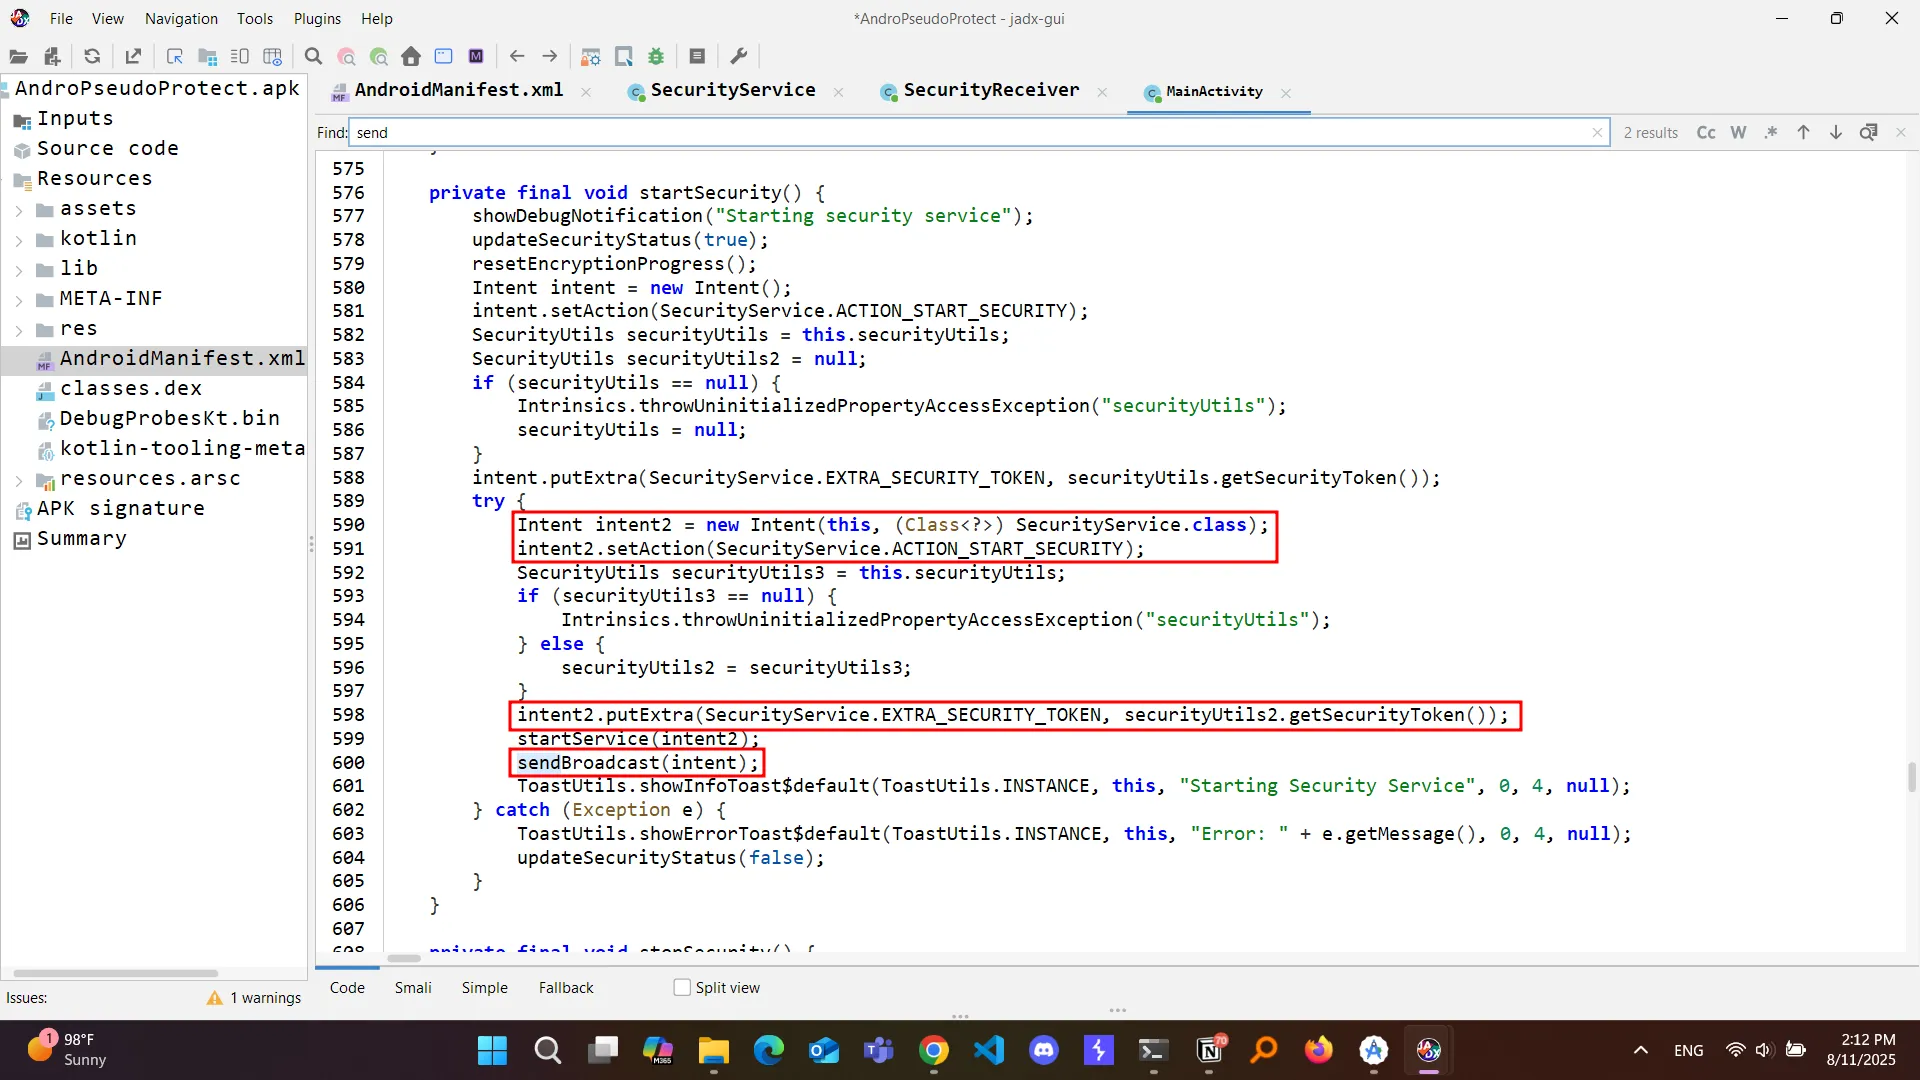 File View Navigation Tools Plugins Help
*AndroPseudoProtect - jadx-gui
AndroPseudoProtect.apk
Inputs
Source code
Resources
assets
kotlin
lib
META-INF
res
AndroidManifest.xml
classes.dex
DebugProbesKt.bin
kotlin-tooling-meta
resources.arsc
APK signature
Summary
Issues: 1 warnings
AndroidManifest.xml SecurityService SecurityReceiver MainActivity
Find: send 2 results Cc W .*
575
576 private final void startSecurity() {
577 showDebugNotification("Starting security service");
578 updateSecurityStatus(true);
579 resetEncryptionProgress();
580 Intent intent = new Intent();
581 intent.setAction(SecurityService.ACTION_START_SECURITY);
582 SecurityUtils securityUtils = this.securityUtils;
583 SecurityUtils securityUtils2 = null;
584 if (securityUtils == null) {
585 Intrinsics.throwUninitializedPropertyAccessException("securityUtils");
586 securityUtils = null;
587 }
588 intent.putExtra(SecurityService.EXTRA_SECURITY_TOKEN, securityUtils.getSecurityToken());
589 try {
590 Intent intent2 = new Intent(this, (Class<?>) SecurityService.class);
591 intent2.setAction(SecurityService.ACTION_START_SECURITY);
592 SecurityUtils securityUtils3 = this.securityUtils;
593 if (securityUtils3 == null) {
594 Intrinsics.throwUninitializedPropertyAccessException("securityUtils");
595 } else {
596 securityUtils2 = securityUtils3;
597 }
598 intent2.putExtra(SecurityService.EXTRA_SECURITY_TOKEN, securityUtils2.getSecurityToken());
599 startService(intent2);
600 sendBroadcast(intent);
601 ToastUtils.showInfoToast$default(ToastUtils.INSTANCE, this, "Starting Security Service", 0, 4, null);
602 } catch (Exception e) {
603 ToastUtils.showErrorToast$default(ToastUtils.INSTANCE, this, "Error: " + e.getMessage(), 0, 4, null);
604 updateSecurityStatus(false);
605 }
606 }
607
608 private final void stopSecurity() {
Code Smali Simple Fallback Split view
1
98°F
Sunny
M365
70
JADX
ENG
2:12 PM
8/11/2025